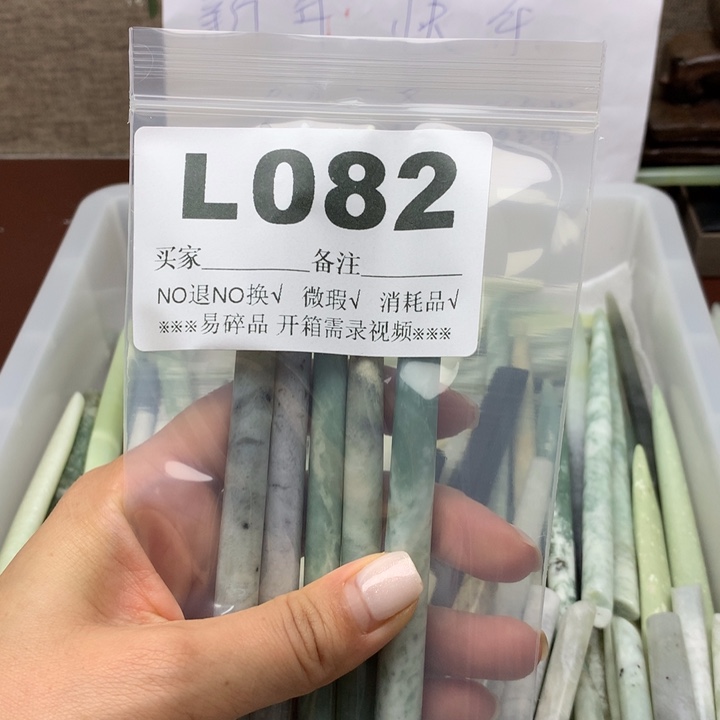 L082
买家________备注________
NO退NO换√ 微瑕√ 消耗品√
※※※易碎品 开箱需录视频※※※